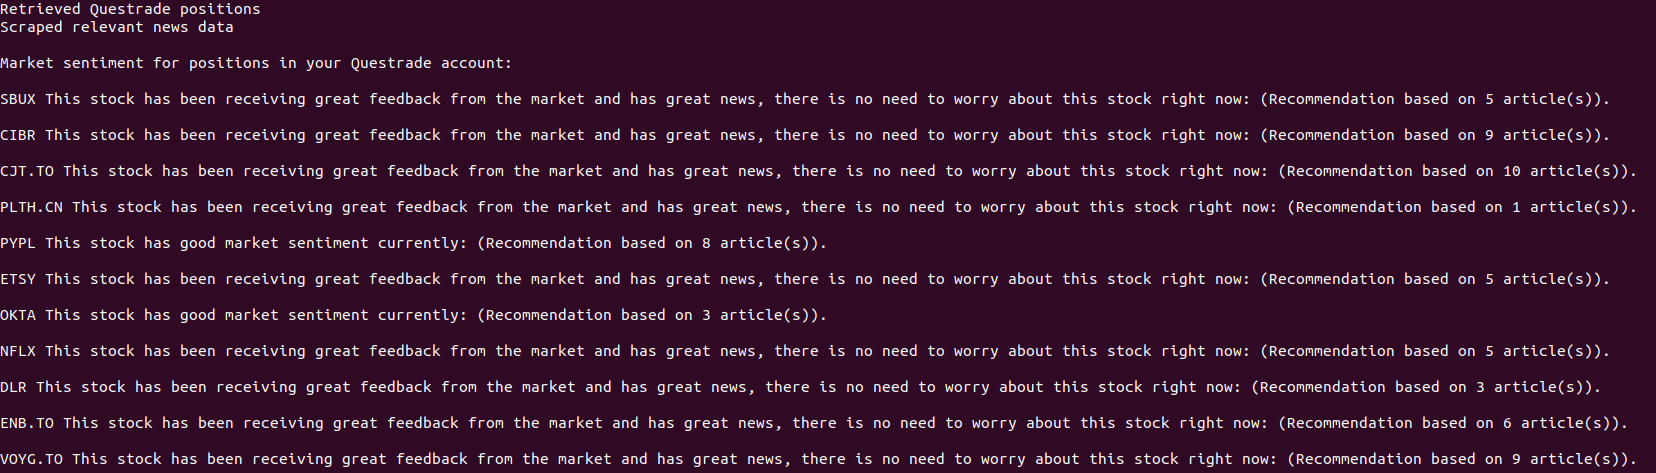 Retrieved Questrade positions
Scraped relevant news data
Market sentiment for positions in your Questrade account:
SBUX This stock has been receiving great feedback from the market and has great news, there is no need to worry about this stock right now: (Recommendation based on 5 article(s)).
CIBR This stock has been receiving great feedback from the market and has great news, there is no need to worry about this stock right now: (Recommendation based on 9 article(s)).
CJT.TO This stock has been receiving great feedback from the market and has great news, there is no need to worry about this stock right now: (Recommendation based on 10 article(s)).
PLTH.CN This stock has been receiving great feedback from the market and has great news, there is no need to worry about this stock right now: (Recommendation based on 1 article(s)).
PYPL This stock has good market sentiment currently: (Recommendation based on 8 article(s)).
ETSY This stock has been receiving great feedback from the market and has great news, there is no need to worry about this stock right now: (Recommendation based on 5 article(s)).
OKTA This stock has good market sentiment currently: (Recommendation based on 3 article(s)).
NFLX This stock has been receiving great feedback from the market and has great news, there is no need to worry about this stock right now: (Recommendation based on 5 article(s)).
DLR This stock has been receiving great feedback from the market and has great news, there is no need to worry about this stock right now: (Recommendation based on 3 article(s)).
ENB.TO This stock has been receiving great feedback from the market and has great news, there is no need to worry about this stock right now: (Recommendation based on 6 article(s)).
VOYG.TO This stock has been receiving great feedback from the market and has great news, there is no need to worry about this stock right now: (Recommendation based on 9 article(s)).